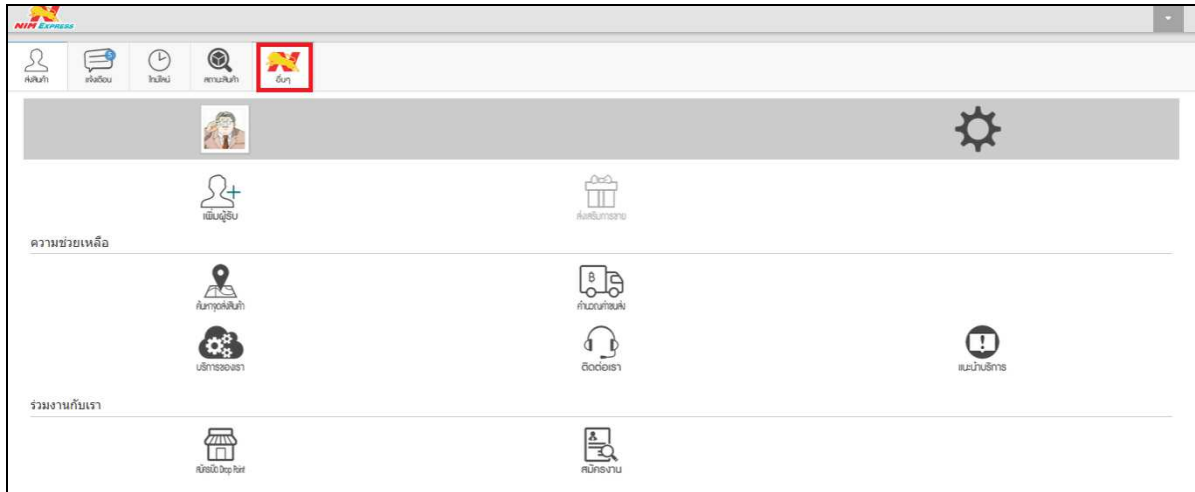 NIM EXPRESS
ส่งสินค้า แจ้งเตือน ไทม์ไลน์ สถานะสินค้า อื่นๆ
เพิ่มผู้รับ ส่งเสริมการขาย
ความช่วยเหลือ
ค้นหาจุดส่งสินค้า คำนวณค่าขนส่ง
บริการของเรา ติดต่อเรา แนะนำบริการ
ร่วมงานกับเรา
สมัครเปิด Drop Point สมัครงาน